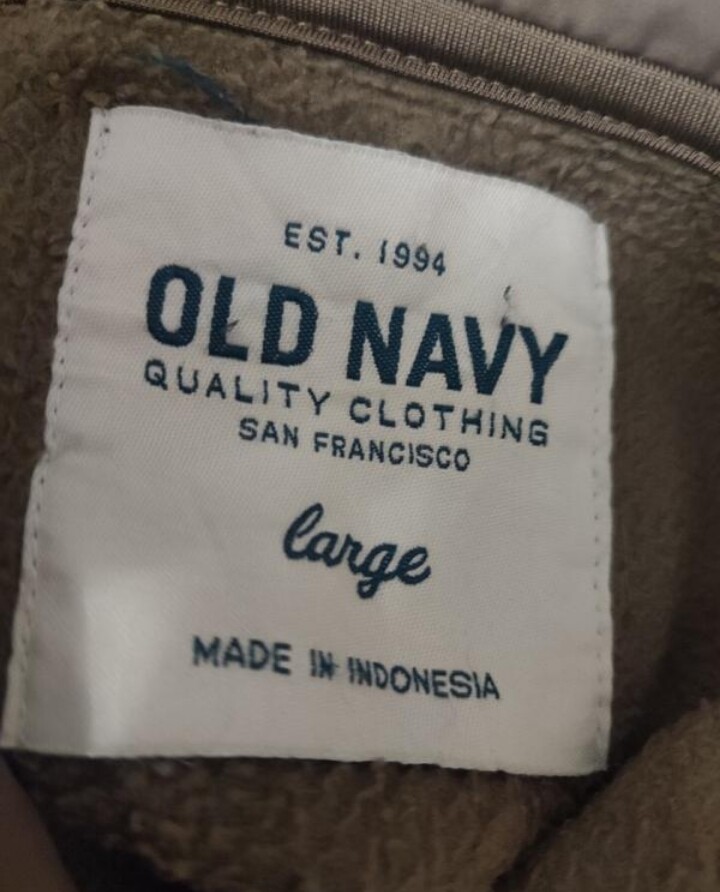 EST. 1994
OLD NAVY
QUALITY CLOTHING
SAN FRANCISCO
large
MADE IN INDONESIA